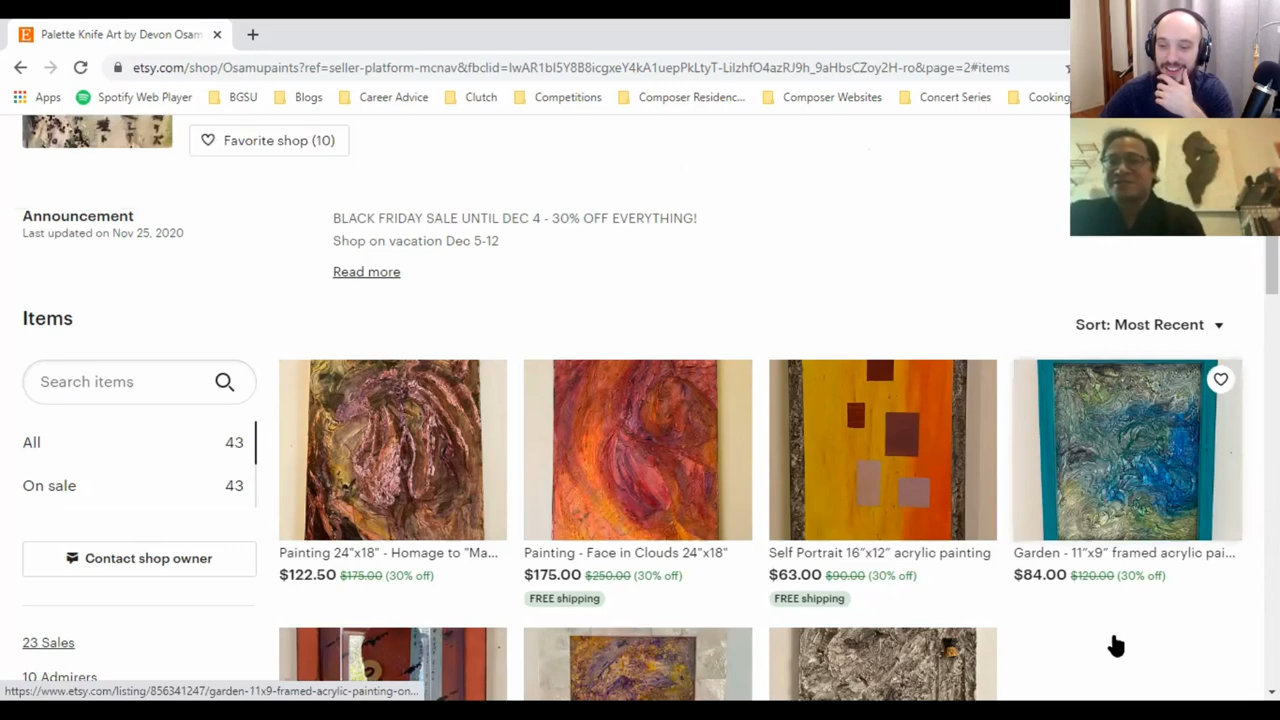 Palette Knife Art by Devon Osam
https://www.etsy.com/shop/Osamupaints?ref=seller-platform-mcnav&fbclid=IwAR1bI5Y8B8icgxeY4kA1uepPkLtyT-LiIzhfO4azRJ9h_9aHbsCZoy2H-ro&page=2#items
Apps Spotify Web Player BGSU Blogs Career Advice Clutch Competitions Composer Residenc... Composer Websites Concert Series Cooking
Favorite shop (10)
Announcement
Last updated on Nov 25, 2020
BLACK FRIDAY SALE UNTIL DEC 4 - 30% OFF EVERYTHING!
Shop on vacation Dec 5-12
Read more
Items
Sort: Most Recent
Search items
All 43
On sale 43
Contact shop owner
23 Sales
10 Admirers
Painting 24"x18" - Homage to "Ma...
$122.50 $175.00 (30% off)
Painting - Face in Clouds 24"x18"
$175.00 $250.00 (30% off)
FREE shipping
Self Portrait 16"x12" acrylic painting
$63.00 $90.00 (30% off)
FREE shipping
Garden - 11"x9" framed acrylic pai...
$84.00 $120.00 (30% off)
https://www.etsy.com/listing/856341247/garden-11x9-framed-acrylic-painting-on...